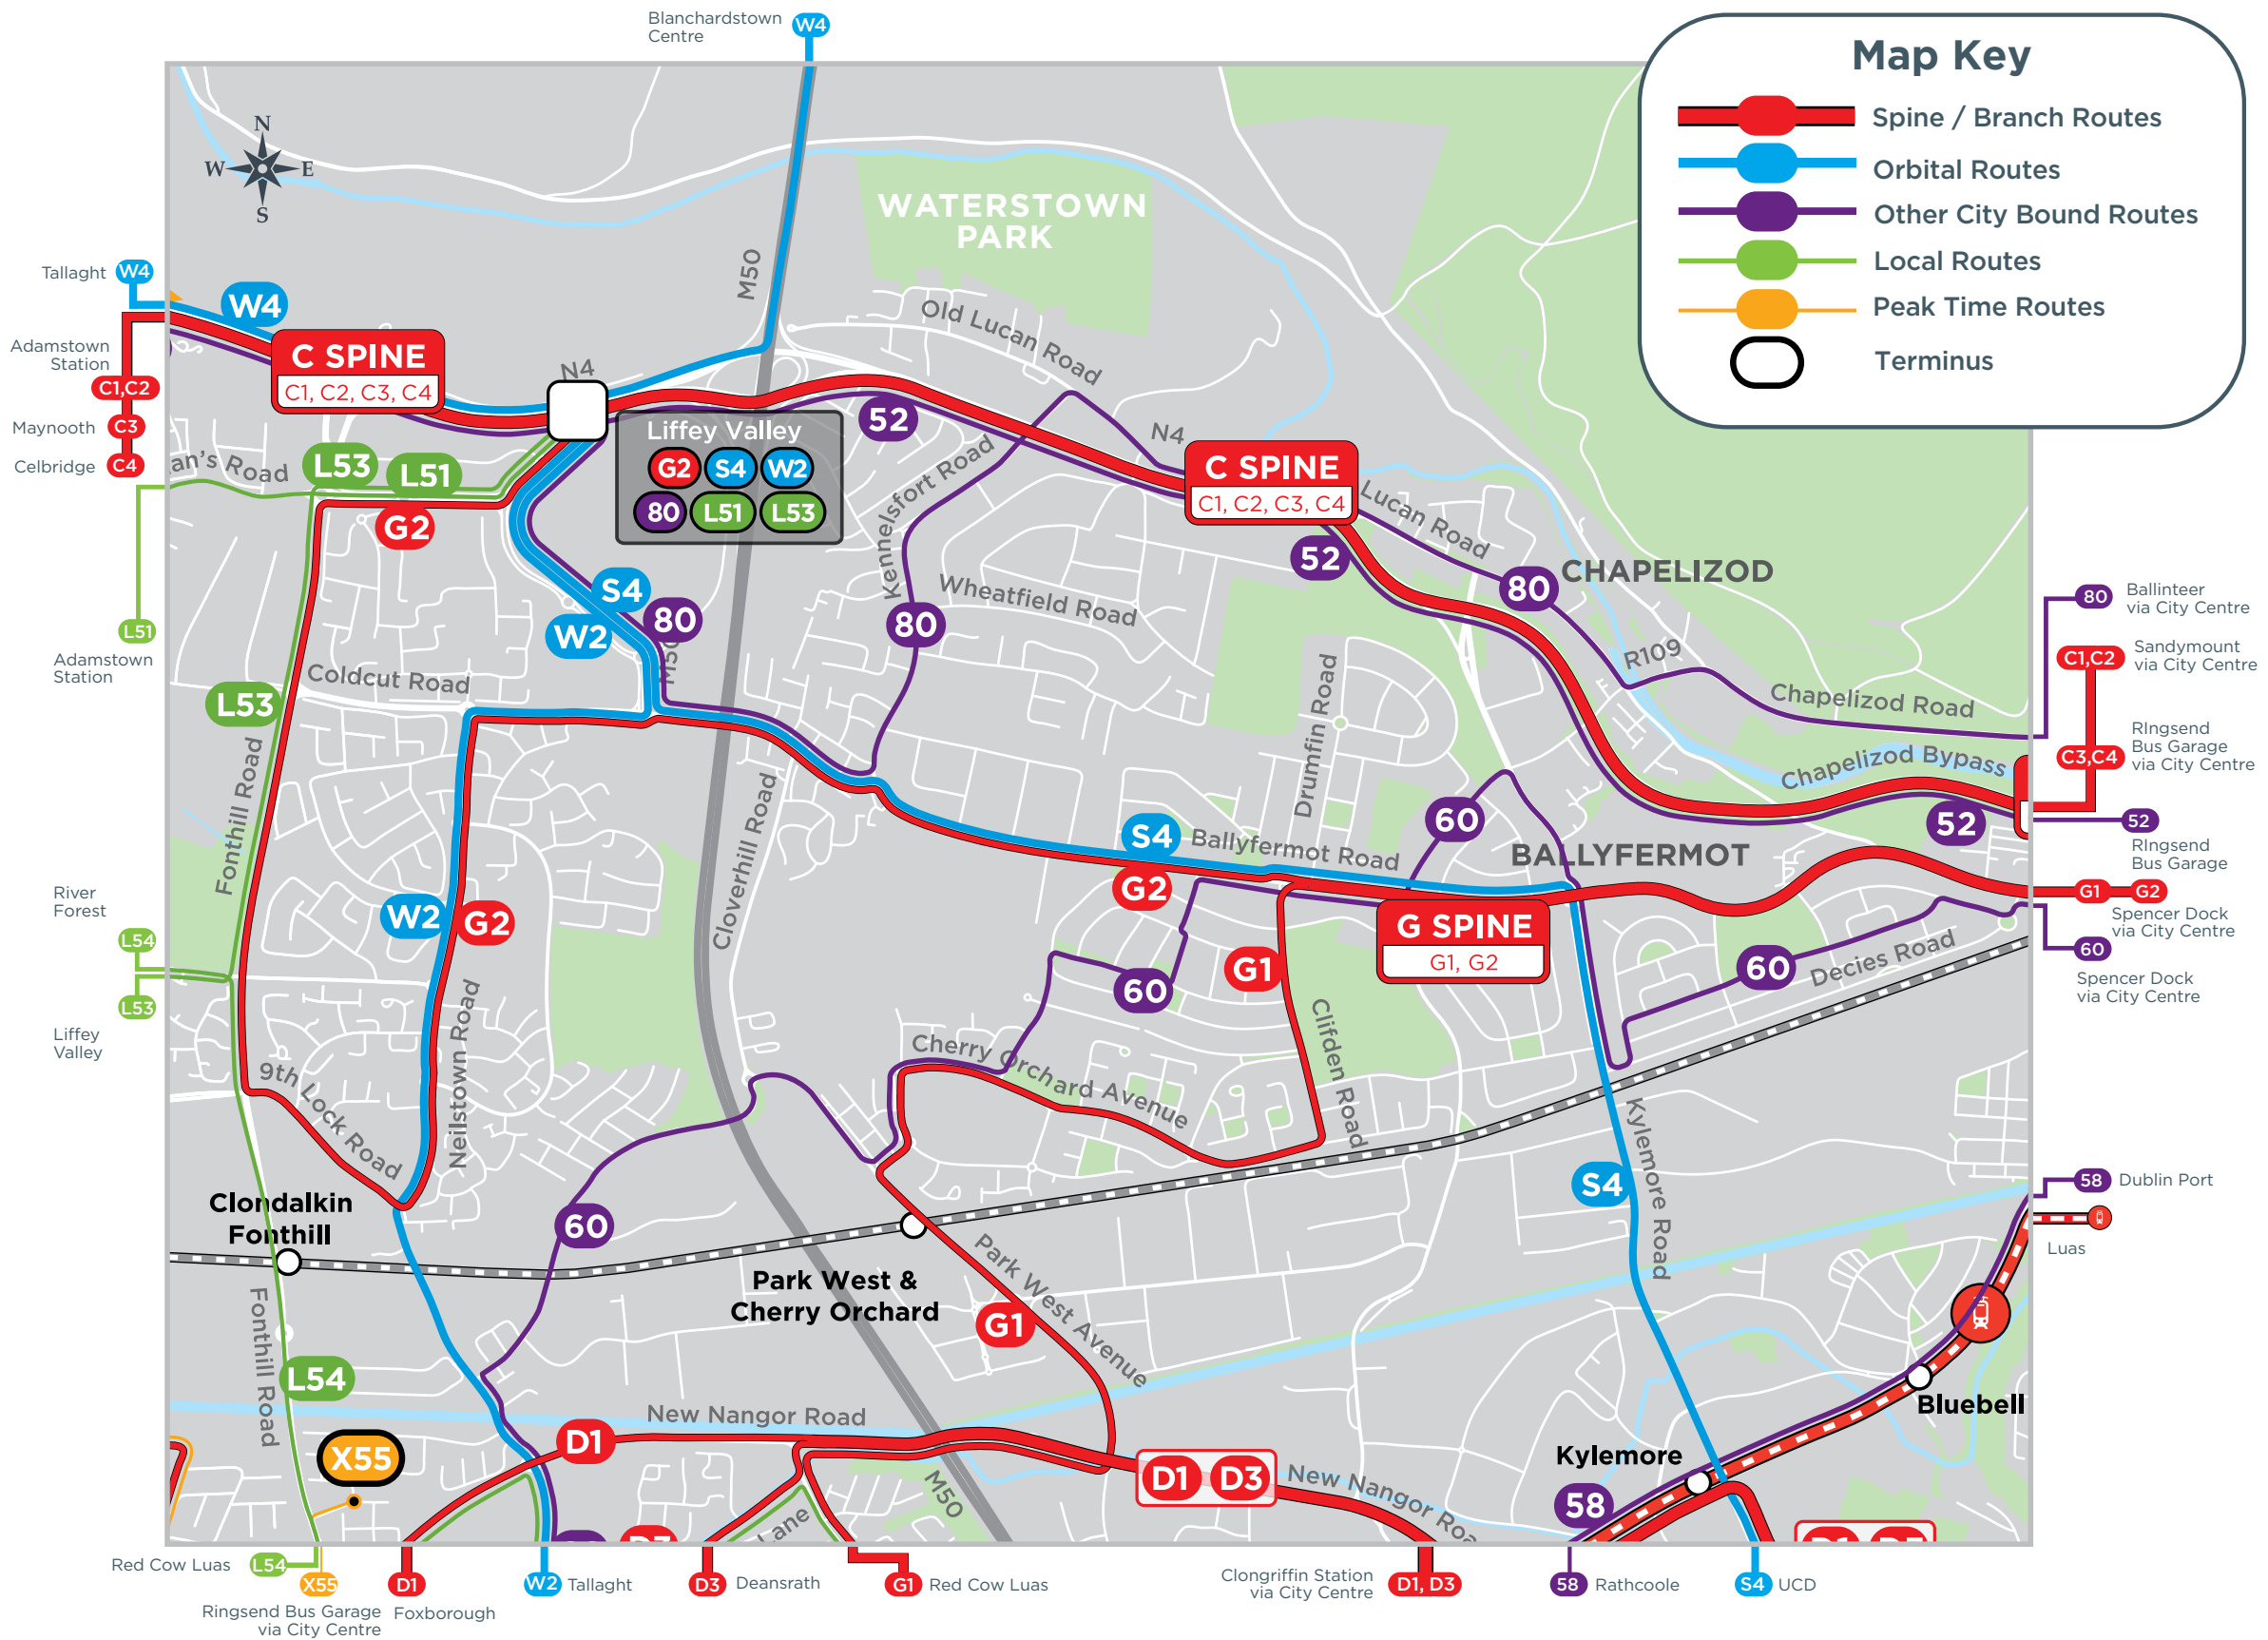 Blanchardstown
Centre
W4
Map Key
Spine / Branch Routes
Orbital Routes
Other City Bound Routes
Local Routes
Peak Time Routes
Terminus
N
W
E
S
WATERSTOWN
PARK
M50
Tallaght
W4
W4
Adamstown
Station
C1,C2
Maynooth
C3
Celbridge
C4
C SPINE
C1, C2, C3, C4
N4
Old Lucan Road
52
Liffey Valley
G2
S4
W2
80
L51
L53
N4
C SPINE
C1, C2, C3, C4
an's Road
L53
L51
G2
Kennelsfort Road
Lucan Road
52
80
CHAPELIZOD
Wheatfield Road
S4
W2
80
80
M50
L51
Adamstown
Station
Coldcut Road
L53
Fonthill Road
R109
Chapelizod Road
Chapelizod Bypass
80
Ballinteer
via City Centre
C1,C2
Sandymount
via City Centre
C3,C4
RIngsend
Bus Garage
via City Centre
52
52
RIngsend
Bus Garage
Drumfin Road
60
BALLYFERMOT
S4
Ballyfermot Road
G2
G SPINE
G1, G2
G1
G2
Spencer Dock
via City Centre
60
Spencer Dock
via City Centre
Cloverhill Road
W2
G2
River
Forest
L54
L53
Liffey
Valley
60
G1
60
Decies Road
Neilstown Road
Clifden Road
Cherry Orchard Avenue
9th Lock Road
Kylemore Road
S4
Clondalkin
Fonthill
60
58
Dublin Port
Luas
Park West &
Cherry Orchard
Park West Avenue
G1
Fonthill Road
L54
New Nangor Road
D1
Bluebell
Kylemore
X55
D1
D3
New Nangor Roa
M50
58
Lane
Red Cow Luas
L54
X55
Ringsend Bus Garage
via City Centre
D1
Foxborough
W2
Tallaght
D3
Deansrath
G1
Red Cow Luas
Clongriffin Station
via City Centre
D1, D3
58
Rathcoole
S4
UCD